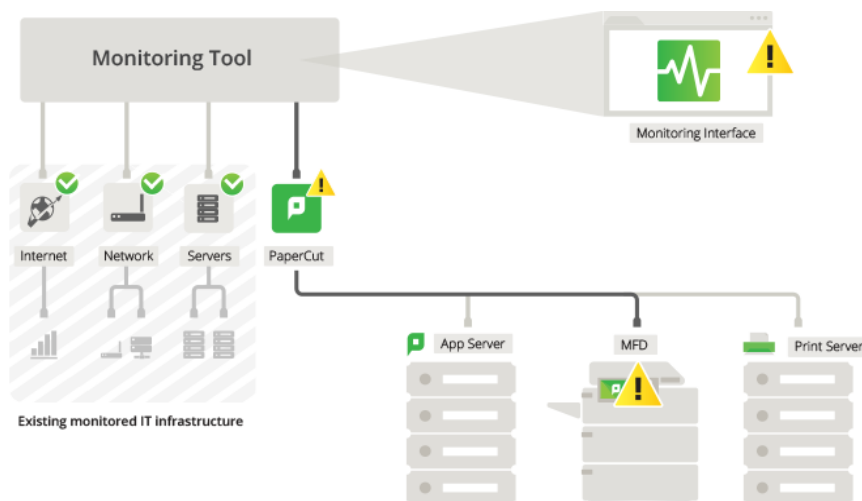 Monitoring Tool
Monitoring Interface
Internet
Network
Servers
PaperCut
App Server
MFD
Print Server
Existing monitored IT infrastructure